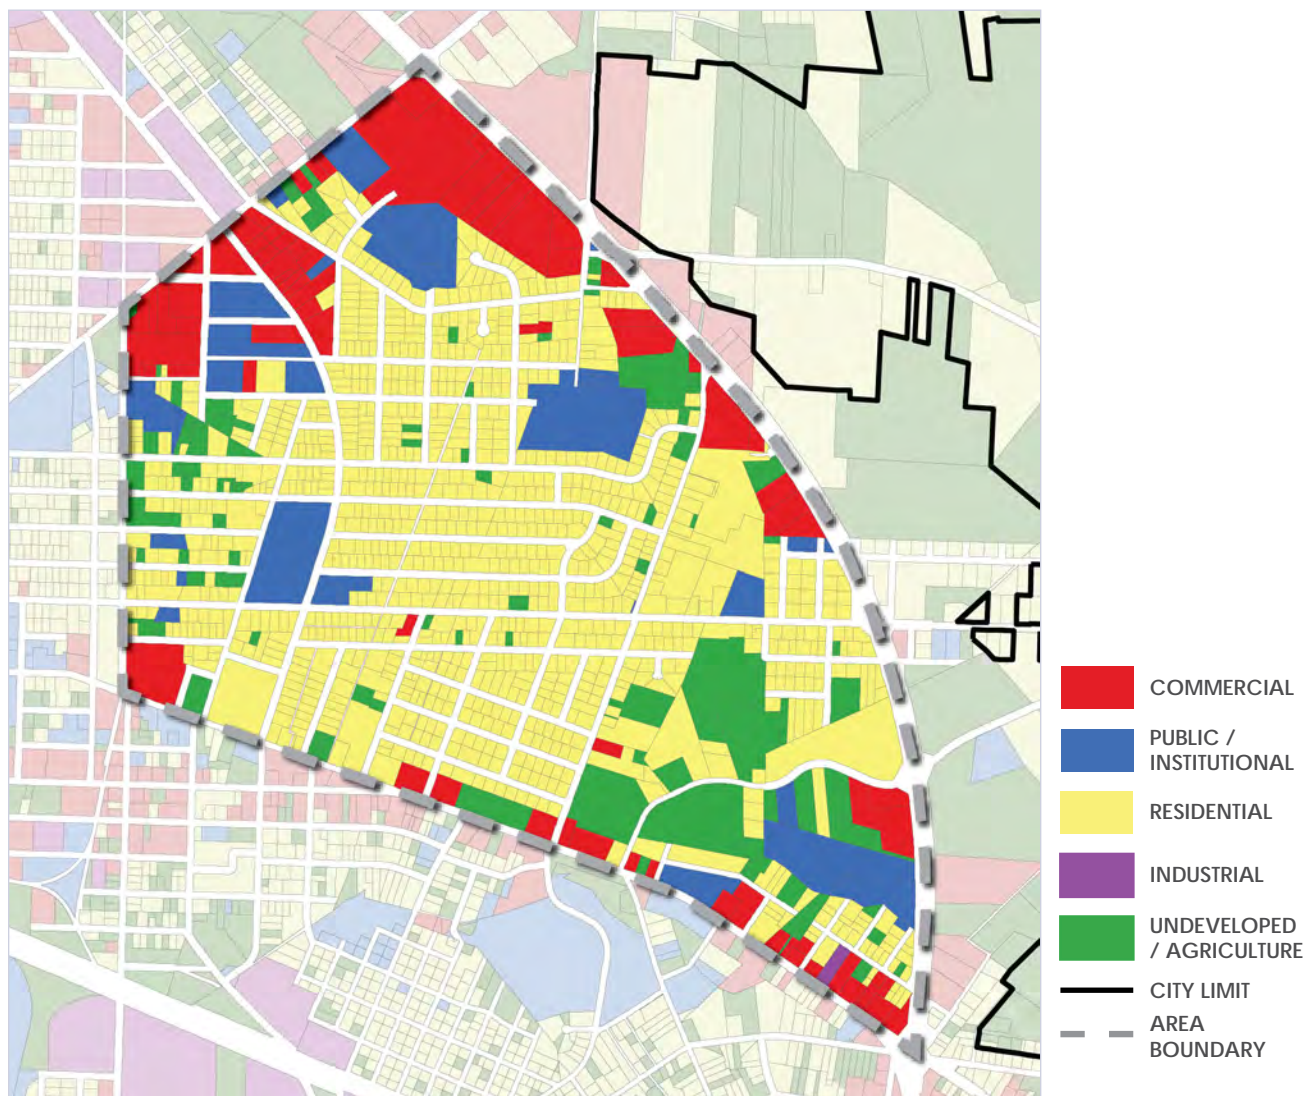 COMMERCIAL
PUBLIC /
INSTITUTIONAL
RESIDENTIAL
INDUSTRIAL
UNDEVELOPED
/ AGRICULTURE
CITY LIMIT
AREA
BOUNDARY